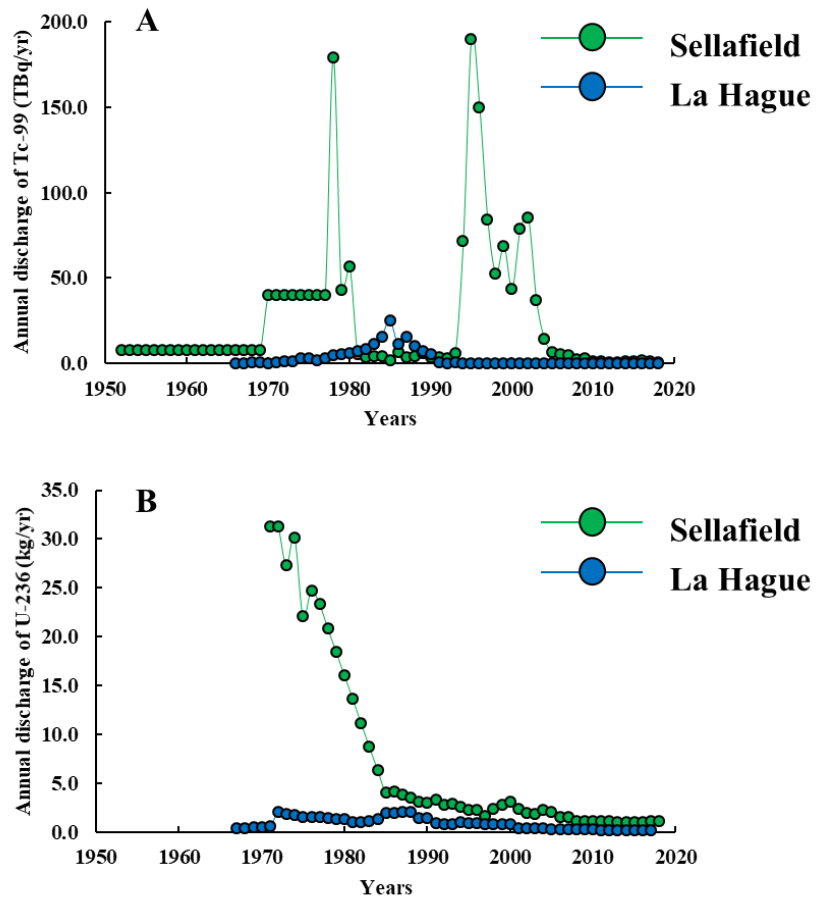 A
Annual discharge of Tc-99 (TBq/yr)
200.0
150.0
100.0
50.0
0.0
1950 1960 1970 1980 1990 2000 2010 2020
Years
Sellafield
La Hague
B
Annual discharge of U-236 (kg/yr)
35.0
30.0
25.0
20.0
15.0
10.0
5.0
0.0
1950 1960 1970 1980 1990 2000 2010 2020
Years
Sellafield
La Hague